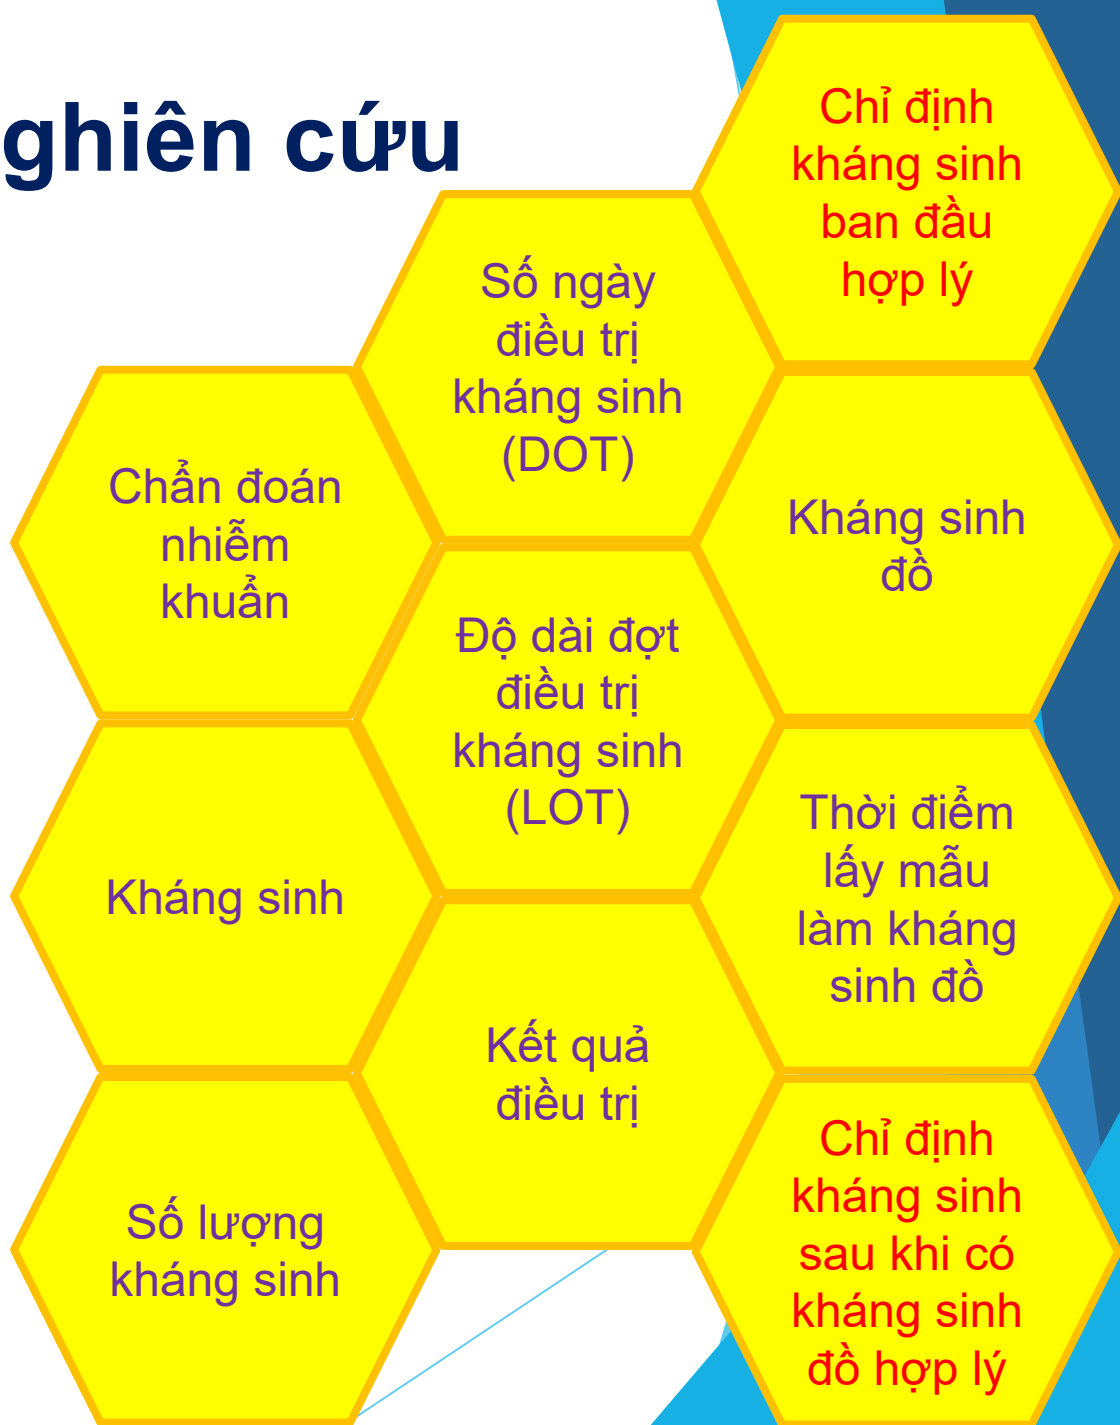 ghiên cứu
Chỉ định
kháng sinh
ban đầu
hợp lý
Số ngày
điều trị
kháng sinh
(DOT)
Chẩn đoán
nhiễm
khuẩn
Kháng sinh
đồ
Độ dài đợt
điều trị
kháng sinh
(LOT)
Thời điểm
lấy mẫu
làm kháng
sinh đồ
Kháng sinh
Kết quả
điều trị
Chỉ định
kháng sinh
sau khi có
kháng sinh
đồ hợp lý
Số lượng
kháng sinh